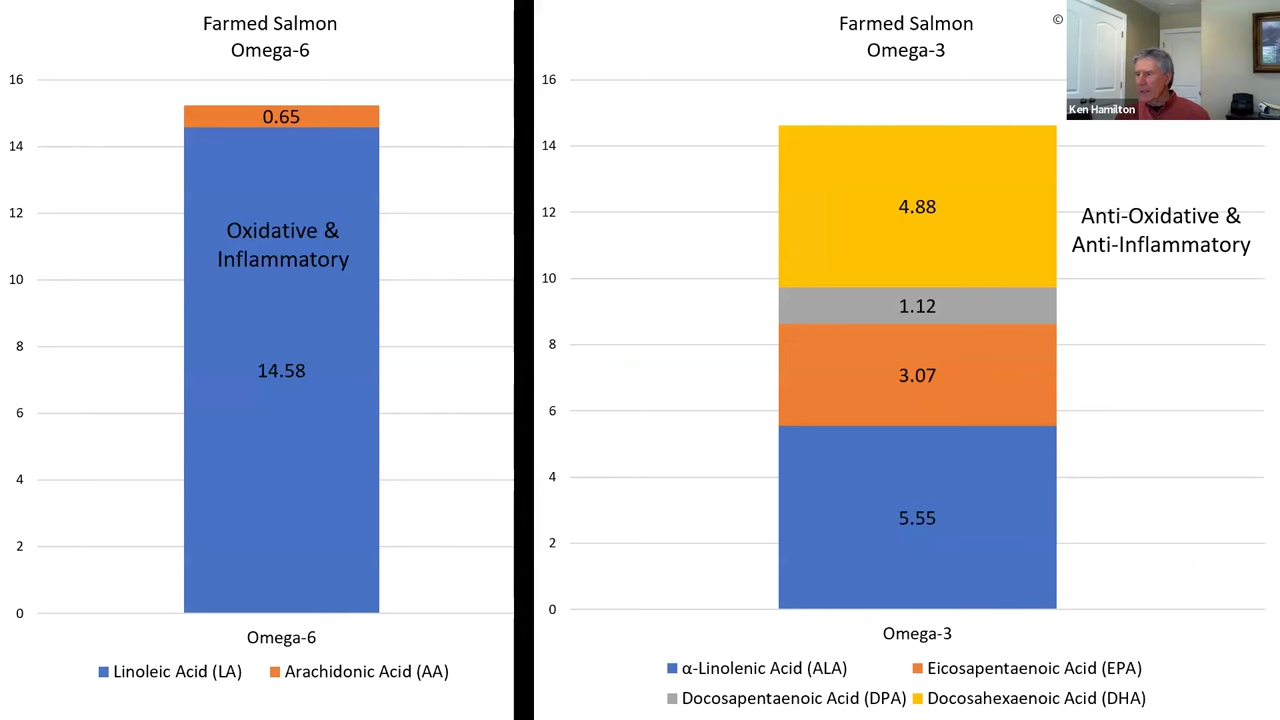 Farmed Salmon
Omega-6
16
14
12
10
8
6
4
2
0
0.65
Oxidative &
Inflammatory
14.58
Omega-6
Linoleic Acid (LA)
Arachidonic Acid (AA)
Farmed Salmon
Omega-3
©
Ken Hamilton
16
14
12
10
8
6
4
2
0
4.88
1.12
3.07
5.55
Anti-Oxidative &
Anti-Inflammatory
Omega-3
α-Linolenic Acid (ALA)
Eicosapentaenoic Acid (EPA)
Docosapentaenoic Acid (DPA)
Docosahexaenoic Acid (DHA)